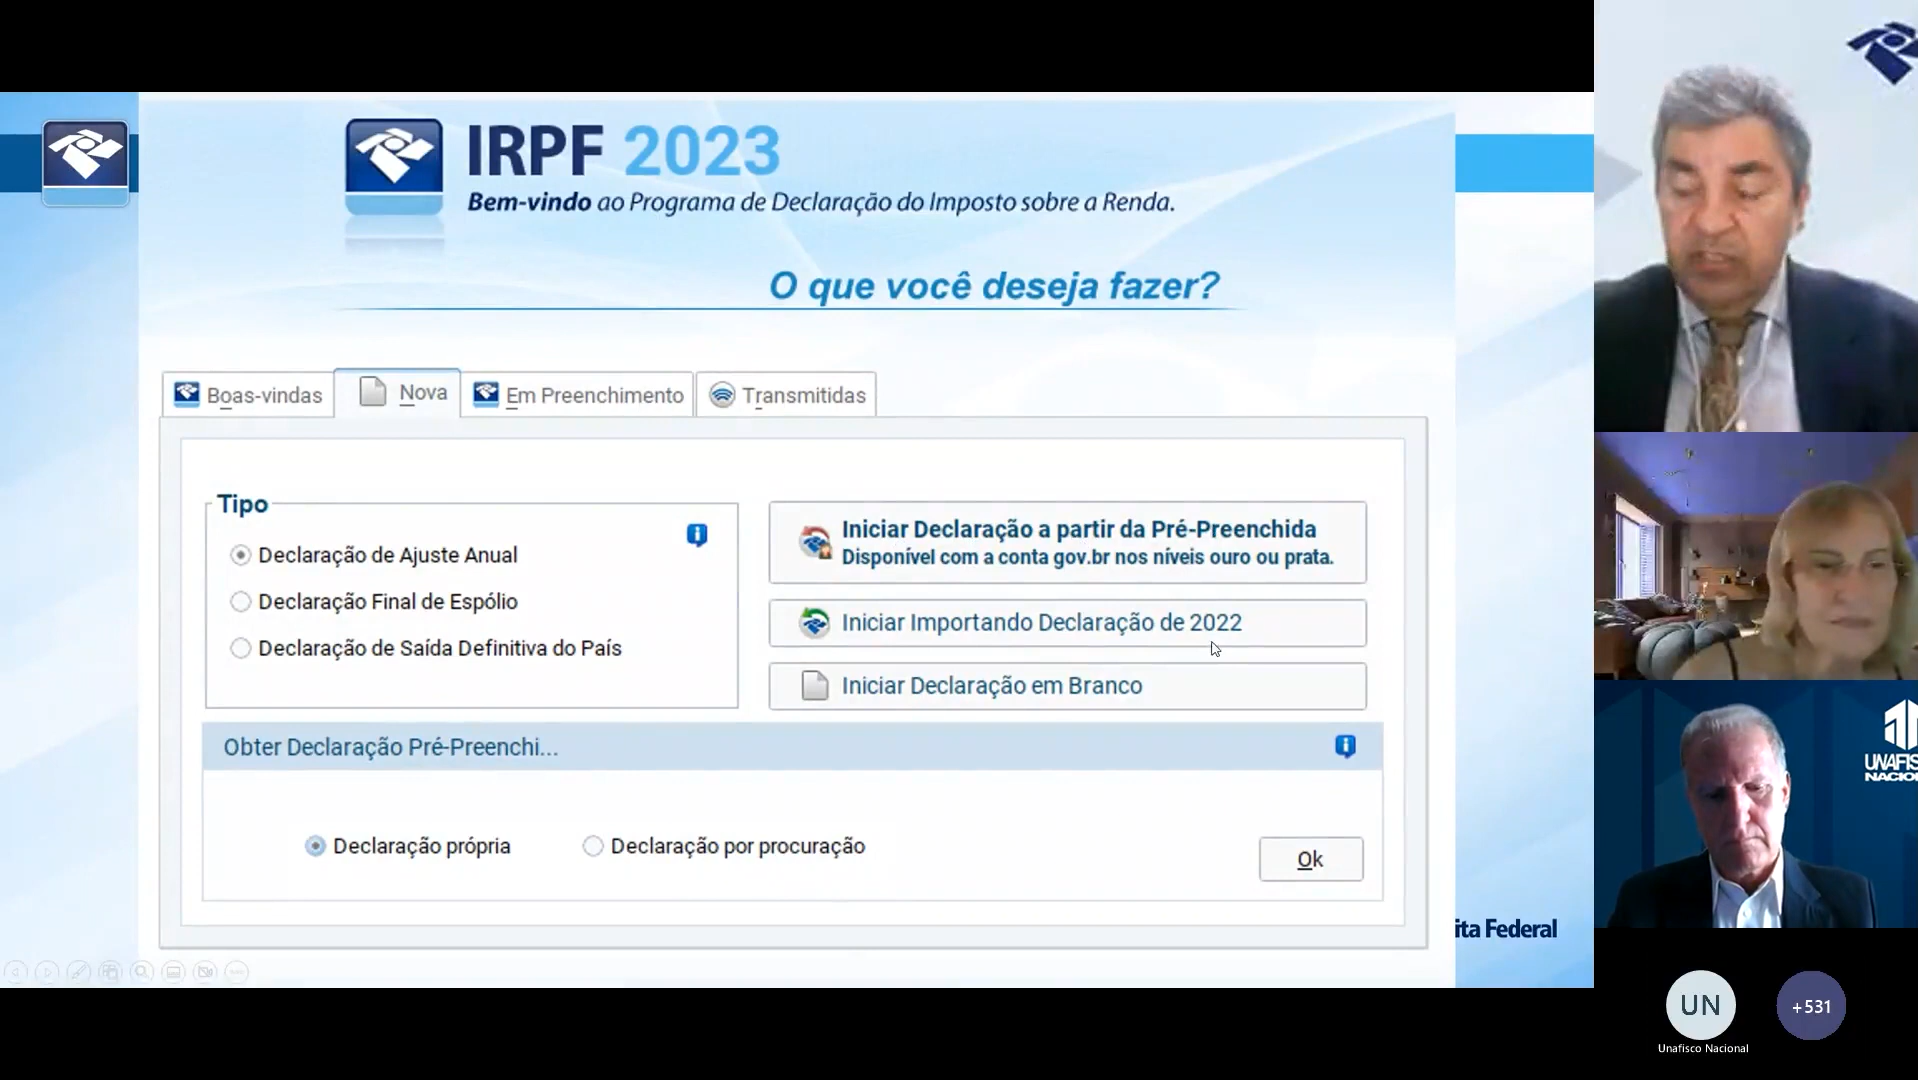 IRPF 2023
Bem-vindo ao Programa de Declaração do Imposto sobre a Renda.
O que você deseja fazer?
Boas-vindas
Nova
Em Preenchimento
Transmitidas
Tipo
Declaração de Ajuste Anual
Declaração Final de Espólio
Declaração de Saída Definitiva do País
Iniciar Declaração a partir da Pré-Preenchida
Disponível com a conta gov.br nos níveis ouro ou prata.
Iniciar Importando Declaração de 2022
Iniciar Declaração em Branco
Obter Declaração Pré-Preenchi...
Declaração própria
Declaração por procuração
Ok
ita Federal
UNAFIS
NACIO
UN
+531
Unafisco Nacional